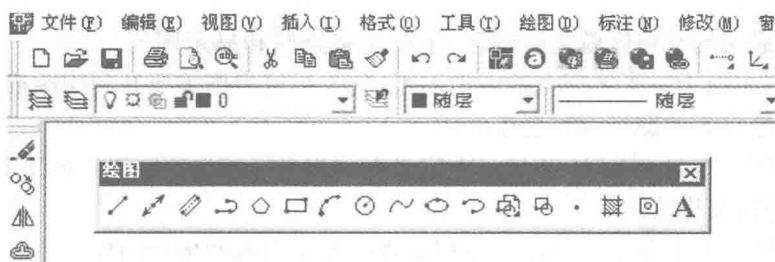 文件(F) 编辑(E) 视图(V) 插入(I) 格式(O) 工具(T) 绘图(D) 标注(N) 修改(M) 窗
0 随层 随层
绘图
A